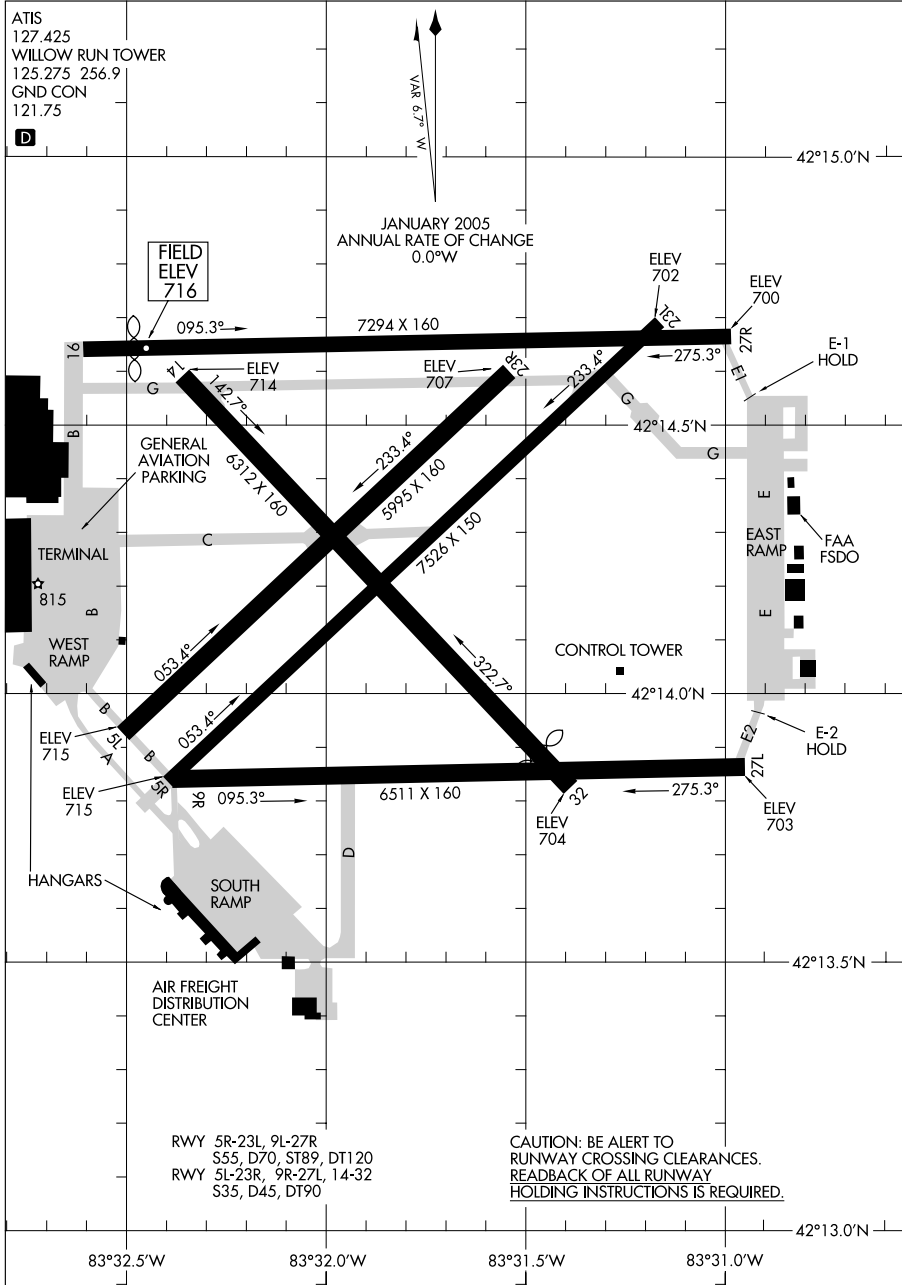 ATIS
127.425
WILLOW RUN TOWER
125.275 256.9
GND CON
121.75
D
VAR 6.7° W
42°15.0'N
JANUARY 2005
ANNUAL RATE OF CHANGE
0.0°W
FIELD
ELEV
716
ELEV
702
ELEV
700
23L
095.3°
7294 X 160
9L
27R
275.3°
E-1
HOLD
14
ELEV
714
ELEV
707
23R
233.4°
E1
G
142.7°
G
42°14.5'N
B
GENERAL
AVIATION
PARKING
6312 X 160
233.4°
5995 X 160
G
E
C
7526 X 150
TERMINAL
EAST
RAMP
FAA
FSDO
815
B
E
WEST
RAMP
053.4°
322.7°
CONTROL TOWER
42°14.0'N
B
A
ELEV
715
5L
B
053.4°
E2
E-2
HOLD
ELEV
715
5R
9R
095.3°
6511 X 160
32
275.3°
27L
ELEV
704
ELEV
703
D
HANGARS
SOUTH
RAMP
42°13.5'N
AIR FREIGHT
DISTRIBUTION
CENTER
RWY 5R-23L, 9L-27R
S55, D70, ST89, DT120
RWY 5L-23R, 9R-27L, 14-32
S35, D45, DT90
CAUTION: BE ALERT TO
RUNWAY CROSSING CLEARANCES.
READBACK OF ALL RUNWAY
HOLDING INSTRUCTIONS IS REQUIRED.
42°13.0'N
83°32.5'W
83°32.0'W
83°31.5'W
83°31.0'W